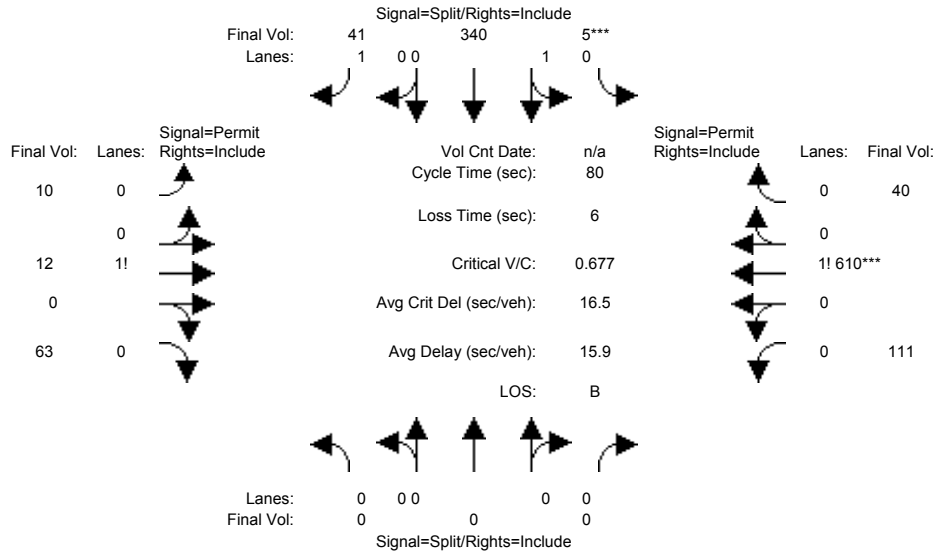 Signal=Split/Rights=Include
Final Vol: 41 340 5***
Lanes: 1 0 0 1 0
Signal=Permit
Final Vol: Lanes: Rights=Include
Vol Cnt Date: n/a
Signal=Permit
Rights=Include Lanes: Final Vol:
Cycle Time (sec): 80
10 0
0 40
Loss Time (sec): 6
0
0
12 1!
Critical V/C: 0.677
1! 610***
0 0
Avg Crit Del (sec/veh): 16.5
0
63 0
Avg Delay (sec/veh): 15.9
0 111
LOS: B
Lanes: 0 0 0 0 0
Final Vol: 0 0 0
Signal=Split/Rights=Include